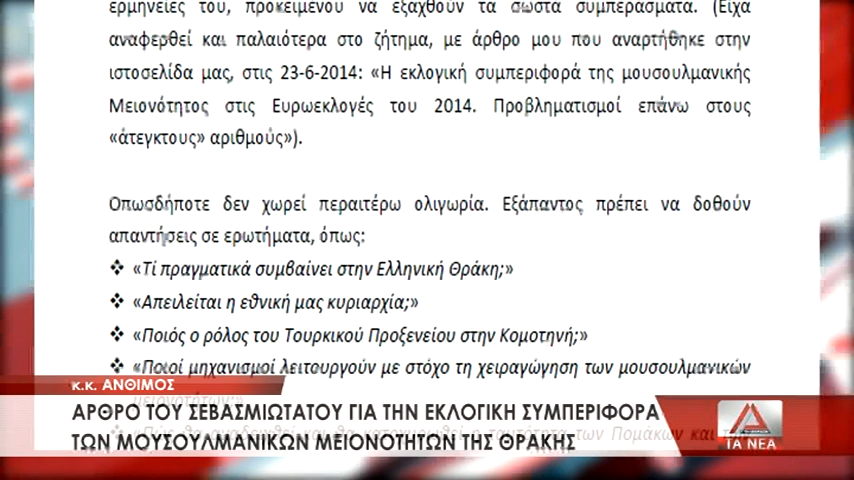 ερμηνείες του, προκειμένου να εξαχθούν τα σωστά συμπεράσματα. (Είχα
αναφερθεί και παλαιότερα στο ζήτημα, με άρθρο μου που αναρτήθηκε στην
ιστοσελίδα μας, στις 23-6-2014: «Η εκλογική συμπεριφορά της μουσουλμανικής
Μειονότητος στις Ευρωεκλογές του 2014. Προβληματισμοί επάνω στους
«άτεγκτους» αριθμούς»).
Οπωσδήποτε δεν χωρεί περαιτέρω ολιγωρία. Εξάπαντος πρέπει να δοθούν
απαντήσεις σε ερωτήματα, όπως:
❖ «Τί πραγματικά συμβαίνει στην Ελληνική Θράκη;»
❖ «Απειλείται η εθνική μας κυριαρχία;»
❖ «Ποιός ο ρόλος του Τουρκικού Προξενείου στην Κομοτηνή;»
❖ «Ποιοί μηχανισμοί λειτουργούν με στόχο τη χειραγώγηση των μουσουλμανικών
κ.κ. ΑΝΘΙΜΟΣ
ΑΡΘΡΟ ΤΟΥ ΣΕΒΑΣΜΙΩΤΑΤΟΥ ΓΙΑ ΤΗΝ ΕΚΛΟΓΙΚΗ ΣΥΜΠΕΡΙΦΟΡΑ
ΤΩΝ ΜΟΥΣΟΥΛΜΑΝΙΚΩΝ ΜΕΙΟΝΟΤΗΤΩΝ ΤΗΣ ΘΡΑΚΗΣ
των Πομάκων και
ΤΑ ΝΕΑ